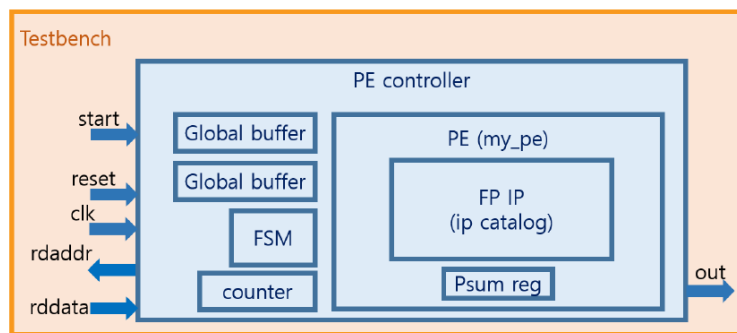 Testbench
PE controller
start
Global buffer
PE (my_pe)
reset
Global buffer
FP IP
(ip catalog)
clk
FSM
rdaddr
counter
Psum reg
out
rddata